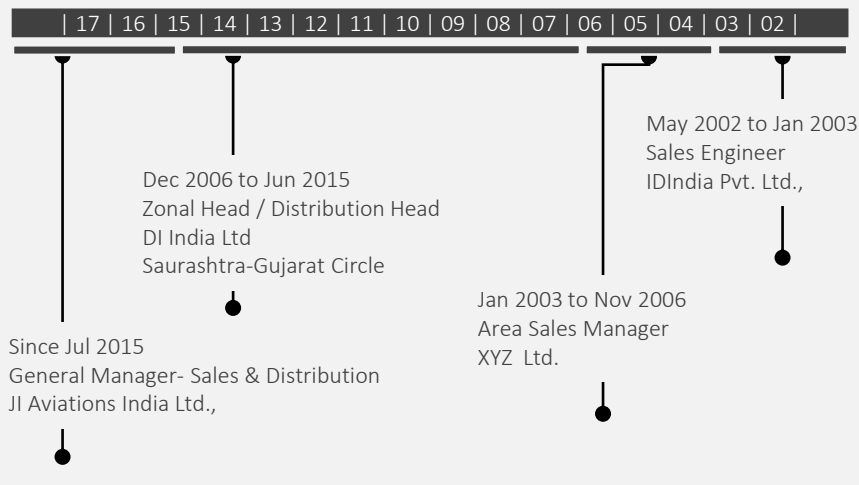 | 17 | 16 | 15 | 14 | 13 | 12 | 11 | 10 | 09 | 08 | 07 | 06 | 05 | 04 | 03 | 02 |
May 2002 to Jan 2003
Sales Engineer
IDIndia Pvt. Ltd.,
Dec 2006 to Jun 2015
Zonal Head / Distribution Head
DI India Ltd
Saurashtra-Gujarat Circle
Jan 2003 to Nov 2006
Area Sales Manager
XYZ  Ltd.
Since Jul 2015
General Manager- Sales & Distribution
JI Aviations India Ltd.,